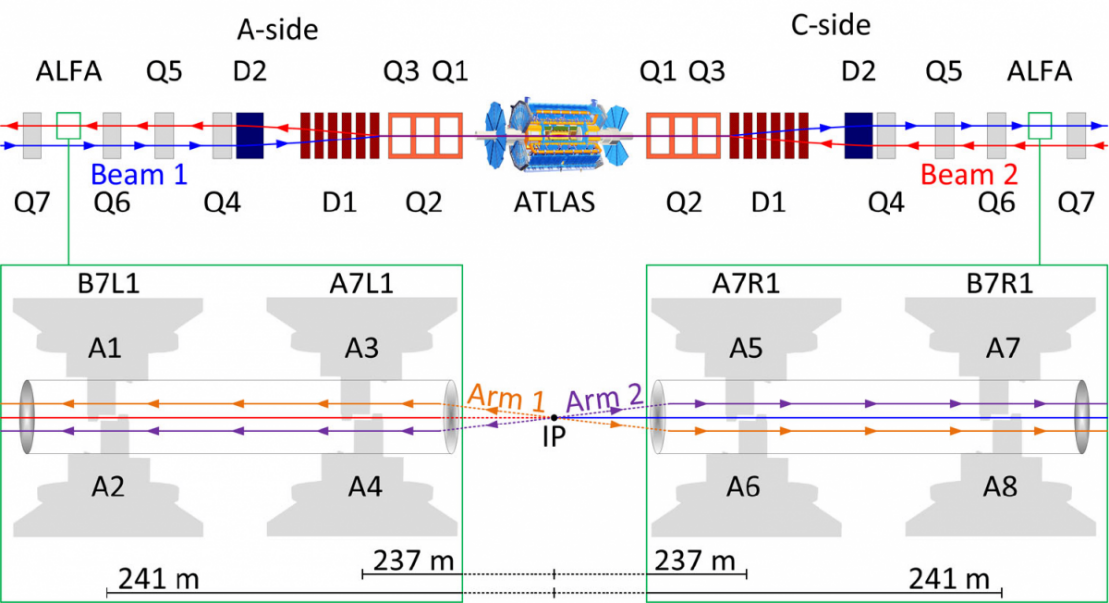 A-side C-side
ALFA Q5 D2 Q3 Q1 Q1 Q3 D2 Q5 ALFA
Beam 1 Beam 2
Q7 Q6 Q4 D1 Q2 ATLAS Q2 D1 Q4 Q6 Q7
B7L1 A7L1 A7R1 B7R1
A1 A3 A5 A7
Arm 1 Arm 2
IP
A2 A4 A6 A8
237 m 237 m
241 m 241 m